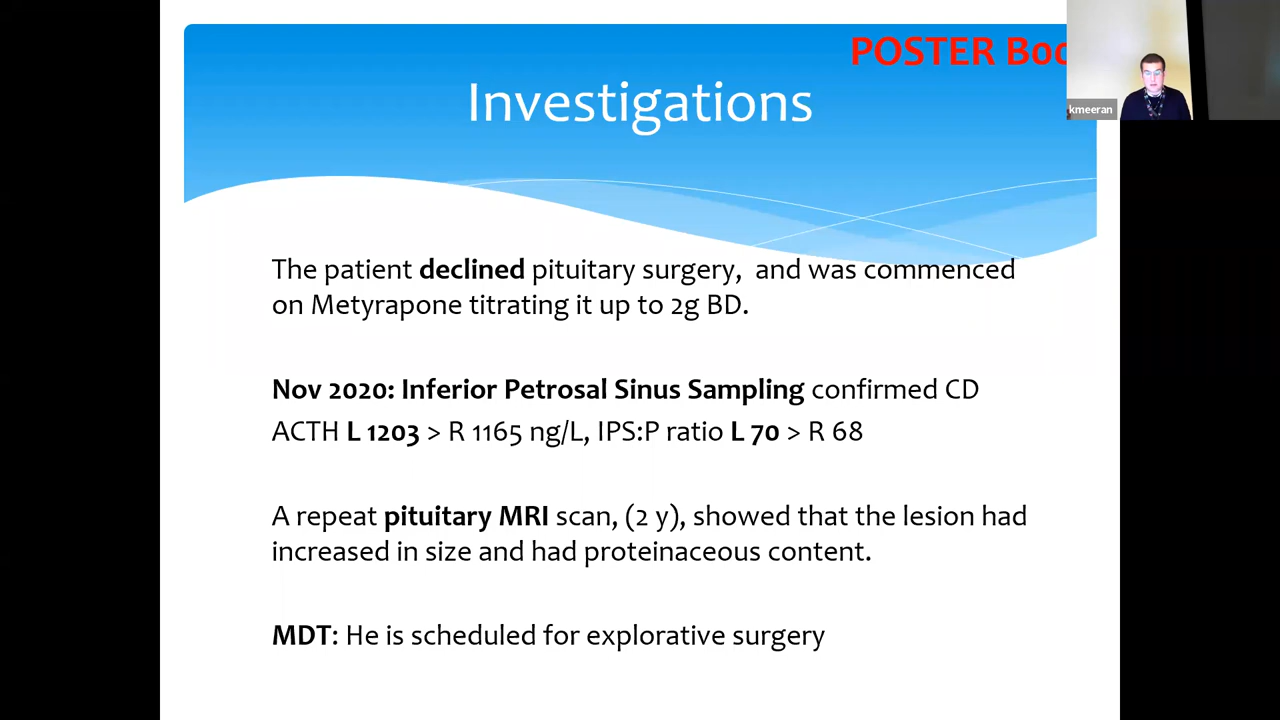 POSTER
Investigations
kmeeran
The patient declined pituitary surgery, and was commenced
on Metyrapone titrating it up to 2g BD.
Nov 2020: Inferior Petrosal Sinus Sampling confirmed CD
ACTH L 1203 > R 1165 ng/L, IPS:P ratio L 70 > R 68
A repeat pituitary MRI scan, (2 y), showed that the lesion had
increased in size and had proteinaceous content.
MDT: He is scheduled for explorative surgery